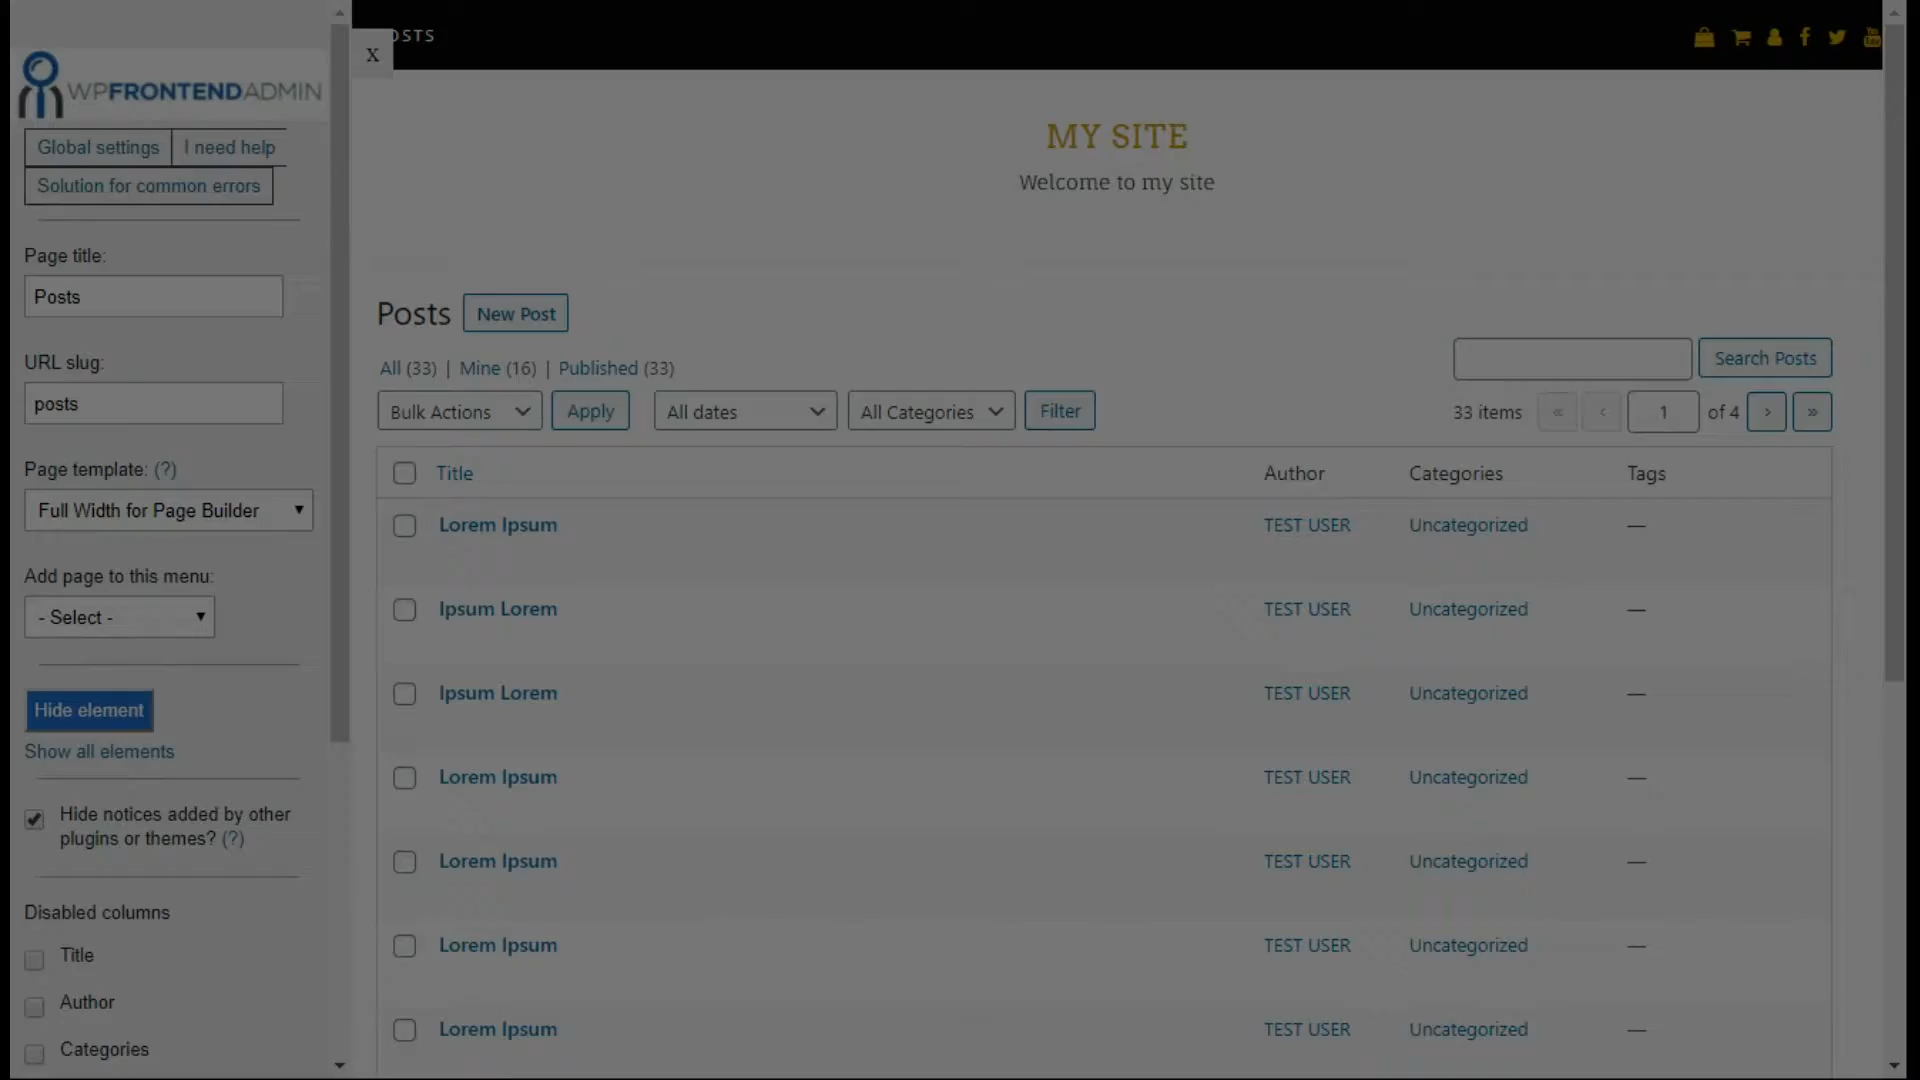 OSTS
X
WPFRONTENDADMIN
Global settings
I need help
Solution for common errors
Page title:
Posts
URL slug:
posts
Page template: (?)
Full Width for Page Builder
Add page to this menu:
- Select -
Hide element
Show all elements
Hide notices added by other
plugins or themes? (?)
Disabled columns
Title
Author
Categories
MY SITE
Welcome to my site
Posts New Post
All (33) | Mine (16) | Published (33)
Search Posts
Bulk Actions Apply All dates All Categories Filter
33 items « ‹ 1 of 4 › »
Title Author Categories Tags
Lorem Ipsum TEST USER Uncategorized —
Ipsum Lorem TEST USER Uncategorized —
Ipsum Lorem TEST USER Uncategorized —
Lorem Ipsum TEST USER Uncategorized —
Lorem Ipsum TEST USER Uncategorized —
Lorem Ipsum TEST USER Uncategorized —
Lorem Ipsum TEST USER Uncategorized —